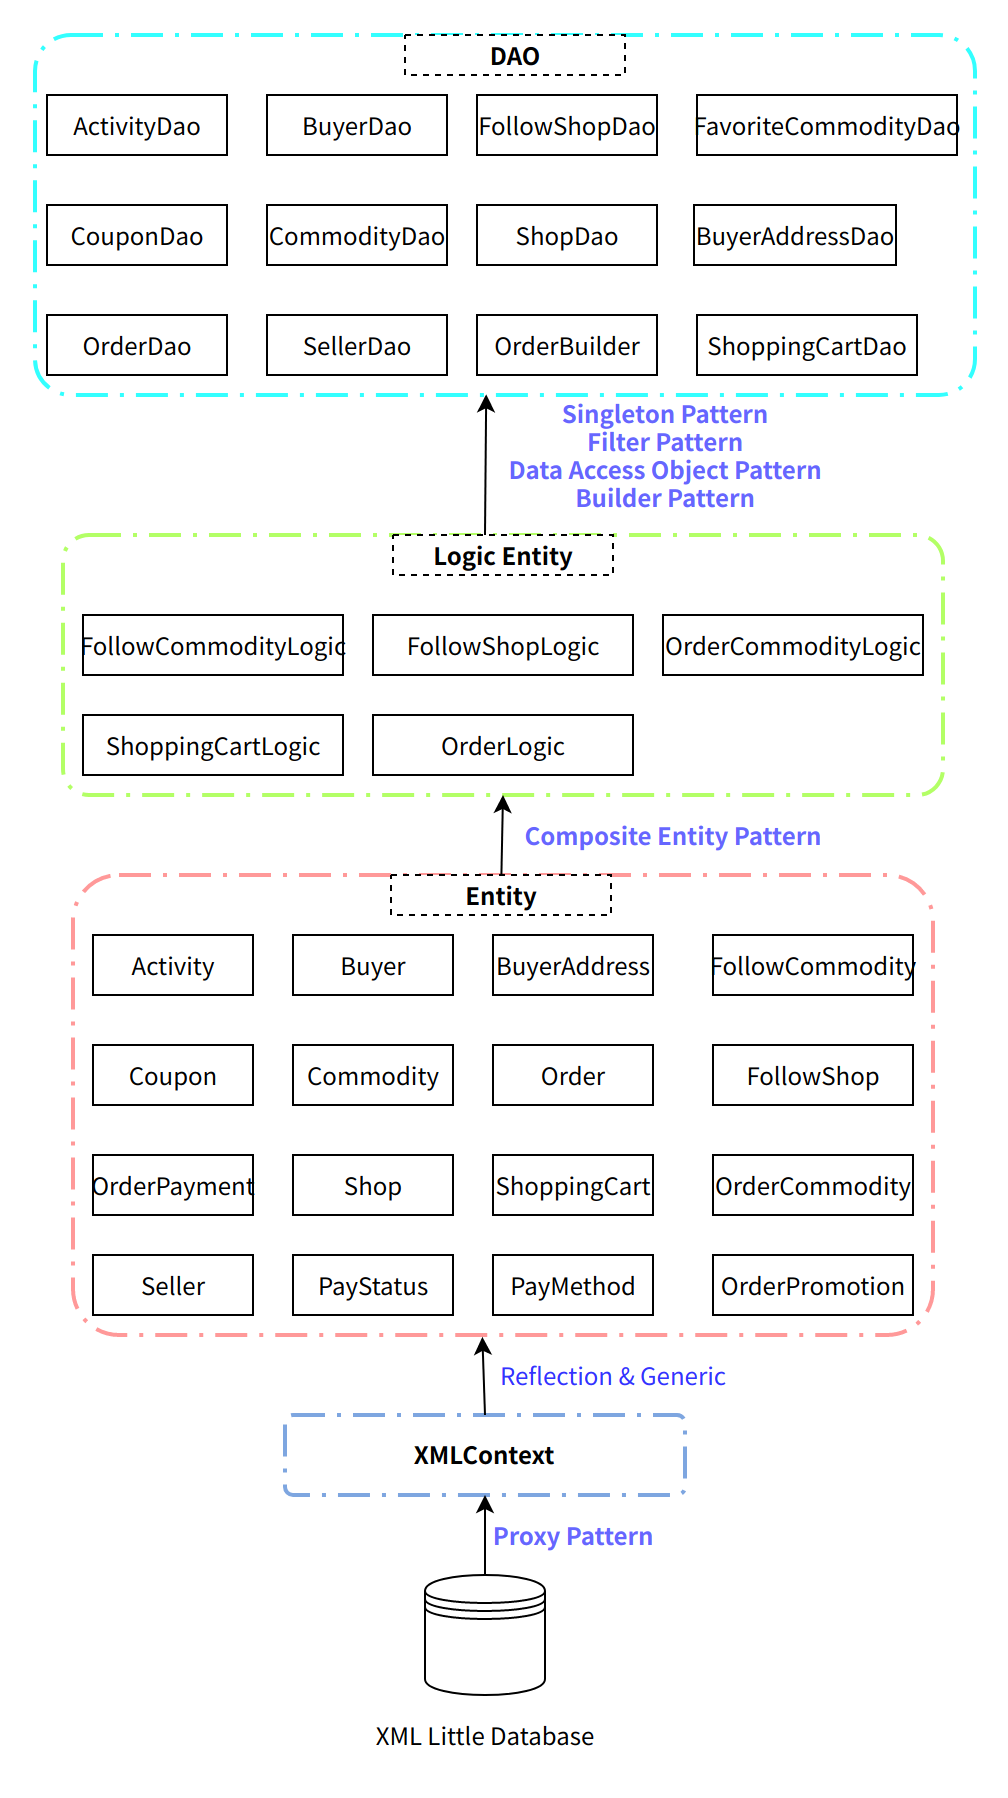 DAO
ActivityDao
BuyerDao
FollowShopDao
FavoriteCommodityDao
CouponDao
CommodityDao
ShopDao
BuyerAddressDao
OrderDao
SellerDao
OrderBuilder
ShoppingCartDao
Singleton Pattern
Filter Pattern
Data Access Object Pattern
Builder Pattern
Logic Entity
FollowCommodityLogic
FollowShopLogic
OrderCommodityLogic
ShoppingCartLogic
OrderLogic
Composite Entity Pattern
Entity
Activity
Buyer
BuyerAddress
FollowCommodity
Coupon
Commodity
Order
FollowShop
OrderPayment
Shop
ShoppingCart
OrderCommodity
Seller
PayStatus
PayMethod
OrderPromotion
Reflection & Generic
XMLContext
Proxy Pattern
XML Little Database